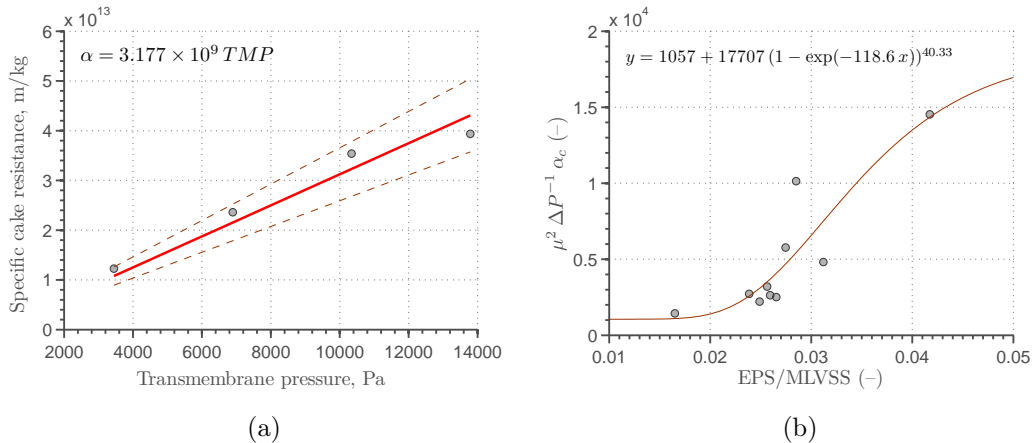 x 10^13
α = 3.177 × 10^9 TMP
Specific cake resistance, m/kg
6
5
4
3
2
1
0
2000 4000 6000 8000 10000 12000 14000
Transmembrane pressure, Pa
(a)
x 10^4
y = 1057 + 17707 (1 − exp(−118.6 x))^40.33
μ^2 ΔP^−1 α_c (–)
2
1.5
1
0.5
0
0.01 0.02 0.03 0.04 0.05
EPS/MLVSS (–)
(b)